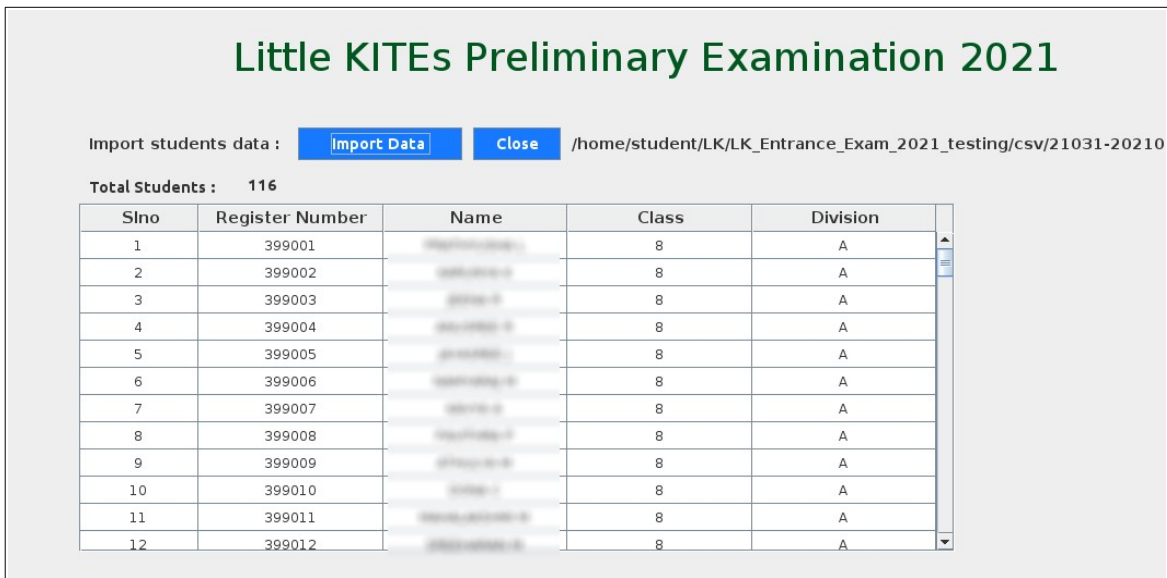 Little KITEs Preliminary Examination 2021
Import students data : Import Data Close /home/student/LK/LK_Entrance_Exam_2021_testing/csv/21031-20210
Total Students : 116
Slno Register Number Name Class Division
1 399001 8 A
2 399002 8 A
3 399003 8 A
4 399004 8 A
5 399005 8 A
6 399006 8 A
7 399007 8 A
8 399008 8 A
9 399009 8 A
10 399010 8 A
11 399011 8 A
12 399012 8 A